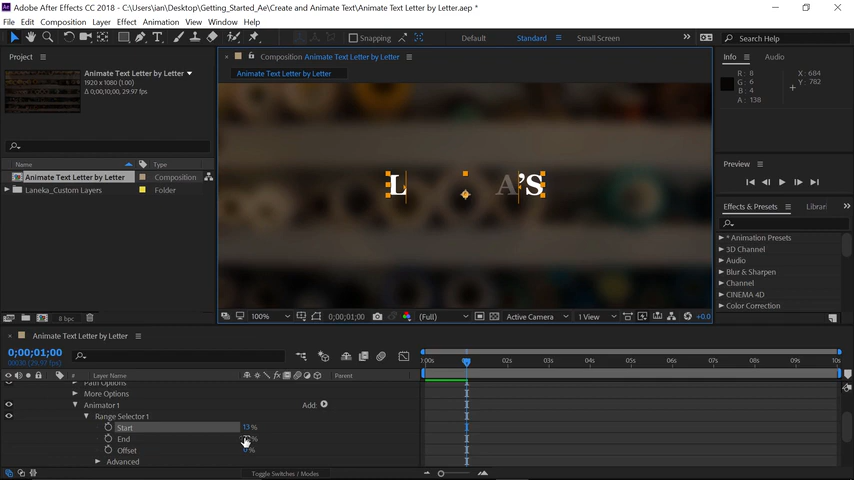 Adobe After Effects CC 2018 - C:\Users\ian\Desktop\Getting_Started_Ae\Create and Animate Text\Animate Text Letter by Letter.aep *
File Edit Composition Layer Effect Animation View Window Help
Snapping Default Standard Small Screen » Search Help
Project
Composition Animate Text Letter by Letter
Info Audio
Animate Text Letter by Letter ▼
1920 x 1080 (1.00)
Δ 0;00;10;00, 29.97 fps
Animate Text Letter by Letter
R : 8
G : 6
B : 4
A : 138
X : 684
Y : 782
L A'S
Preview
Name Type
Animate Text Letter by Letter Composition
Laneka_Custom Layers Folder
Effects & Presets Librar »
* Animation Presets
3D Channel
Audio
Blur & Sharpen
Channel
CINEMA 4D
Color Correction
8 bpc
100% 0;00;01;00 (Full) Active Camera 1 View +0.0
Animate Text Letter by Letter
0;00;01;00
00030 (29.97 fps)
:00s 01s 02s 03s 04s 05s 06s 07s 08s 09s 10s
# Layer Name Parent
Path Options
More Options
Animator 1 Add:
Range Selector 1
Start 13 %
End %
Offset 0 %
Advanced
Toggle Switches / Modes